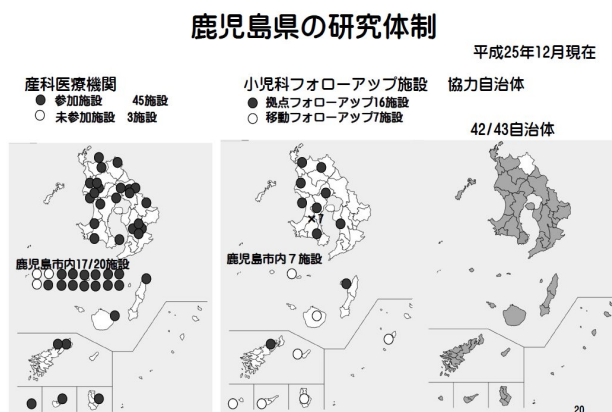 鹿児島県の研究体制
平成25年12月現在
産科医療機関
● 参加施設 45施設
○ 未参加施設 3施設
小児科フォローアップ施設
● 拠点フォローアップ16施設
○ 移動フォローアップ7施設
協力自治体
42/43自治体
鹿児島市内17/20施設
×7
鹿児島市内7施設
20